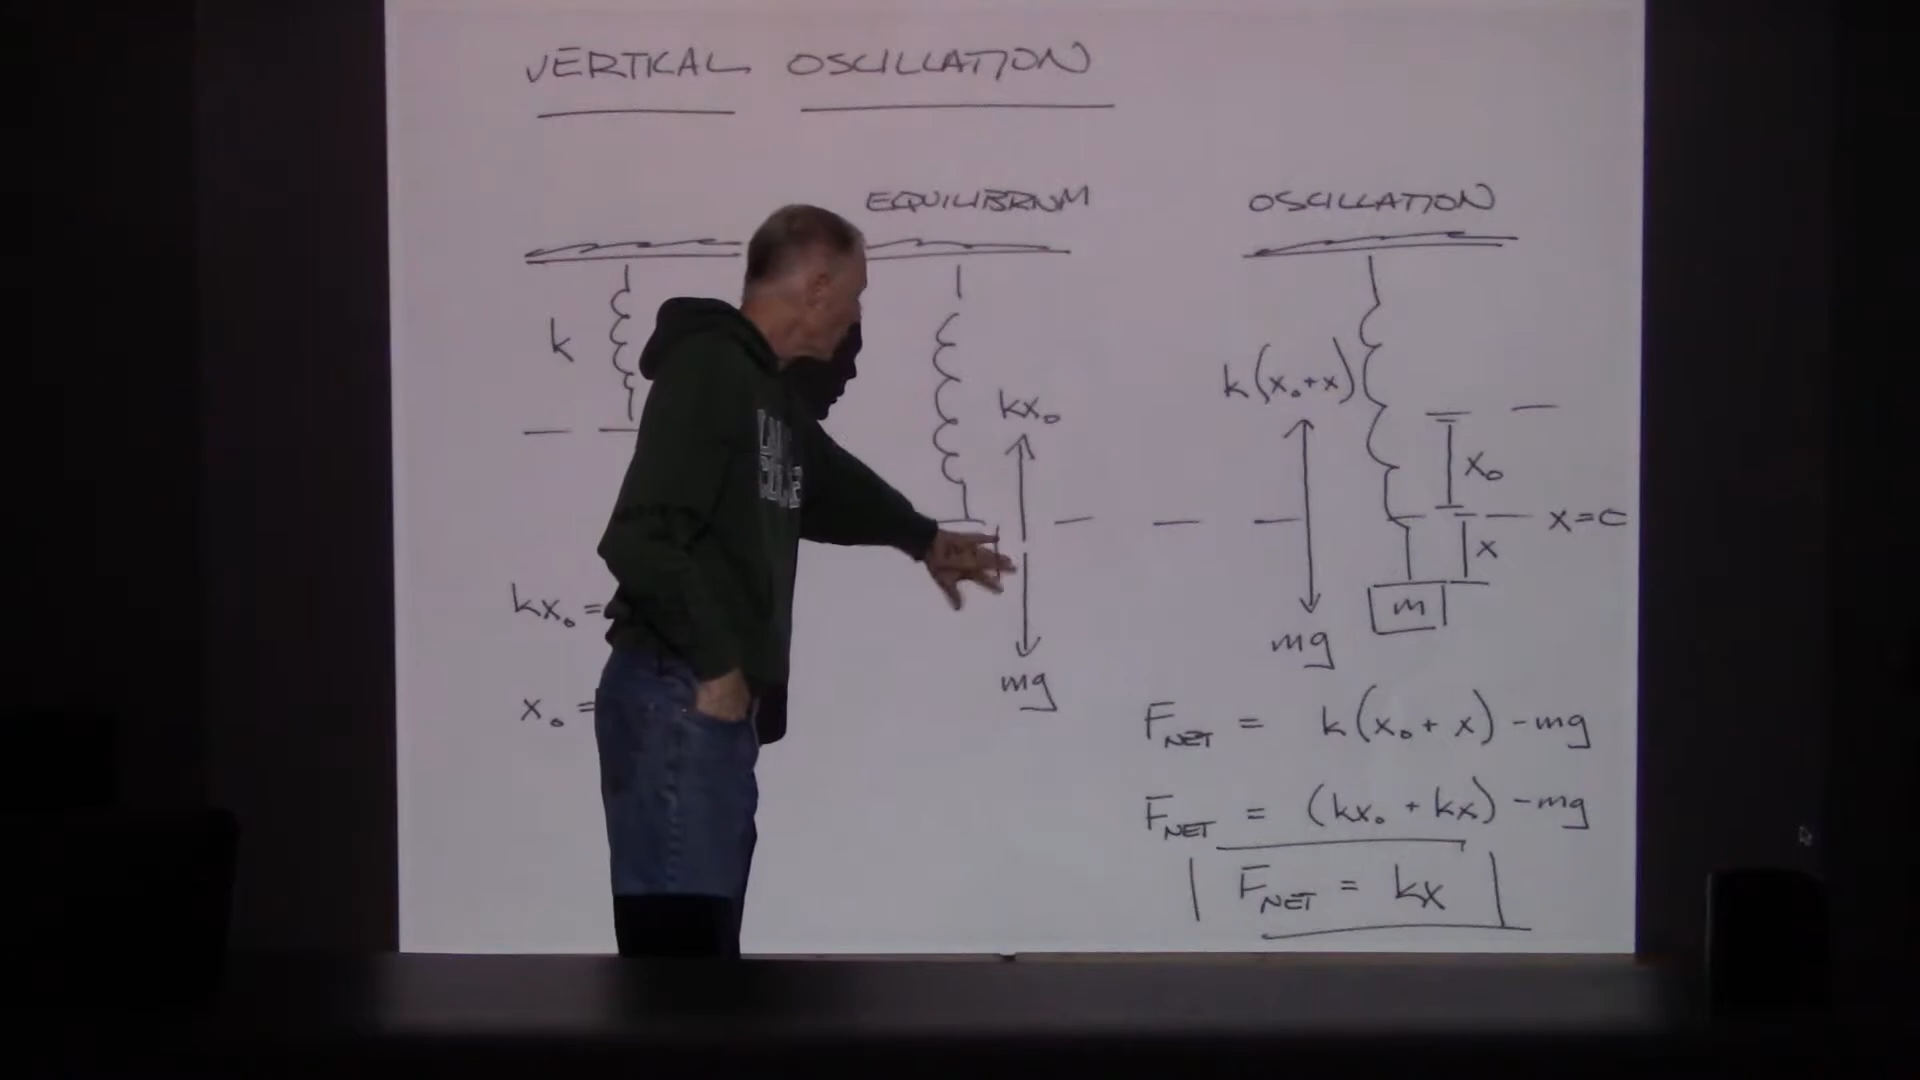 VERTICAL OSCILLATION
EQUILIBRIUM
OSCILLATION
k
kx₀
k(x₀+x)
x₀
x=0
x
m
kx₀ =
mg
mg
x₀ =
F_NET = k(x₀ + x) - mg
F_NET = (kx₀ + kx) - mg
F_NET = kx